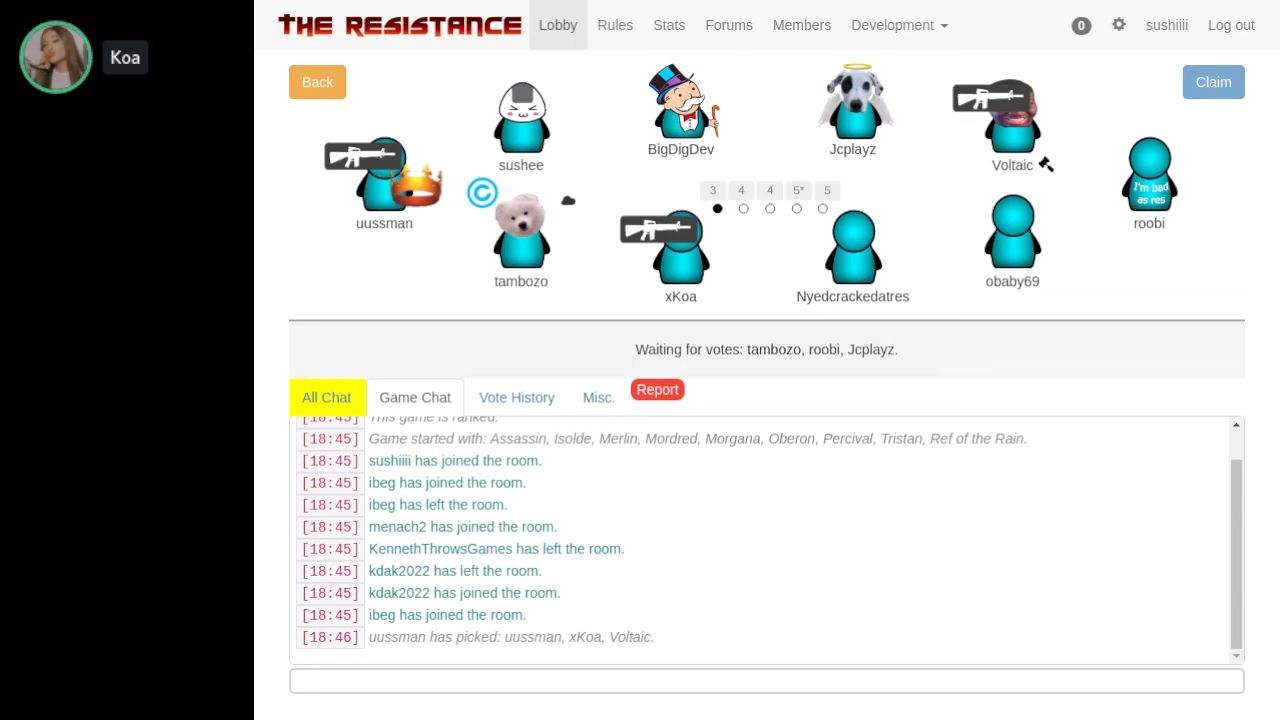 Koa
THE RESISTANCE Lobby Rules Stats Forums Members Development 0 sushiiii Log out
Back
Claim
sushee
BigDigDev
Jcplayz
Voltaic
uussman
C
tambozo
xKoa
3 4 4 5* 5
Nyedcrackedatres
obaby69
I'm bad
as res
roobi
Waiting for votes: tambozo, roobi, Jcplayz.
All Chat Game Chat Vote History Misc. Report
[18:45] This game is ranked.
[18:45] Game started with: Assassin, Isolde, Merlin, Mordred, Morgana, Oberon, Percival, Tristan, Ref of the Rain.
[18:45] sushiiii has joined the room.
[18:45] ibeg has joined the room.
[18:45] ibeg has left the room.
[18:45] menach2 has joined the room.
[18:45] KennethThrowsGames has left the room.
[18:45] kdak2022 has left the room.
[18:45] kdak2022 has joined the room.
[18:45] ibeg has joined the room.
[18:46] uussman has picked: uussman, xKoa, Voltaic.